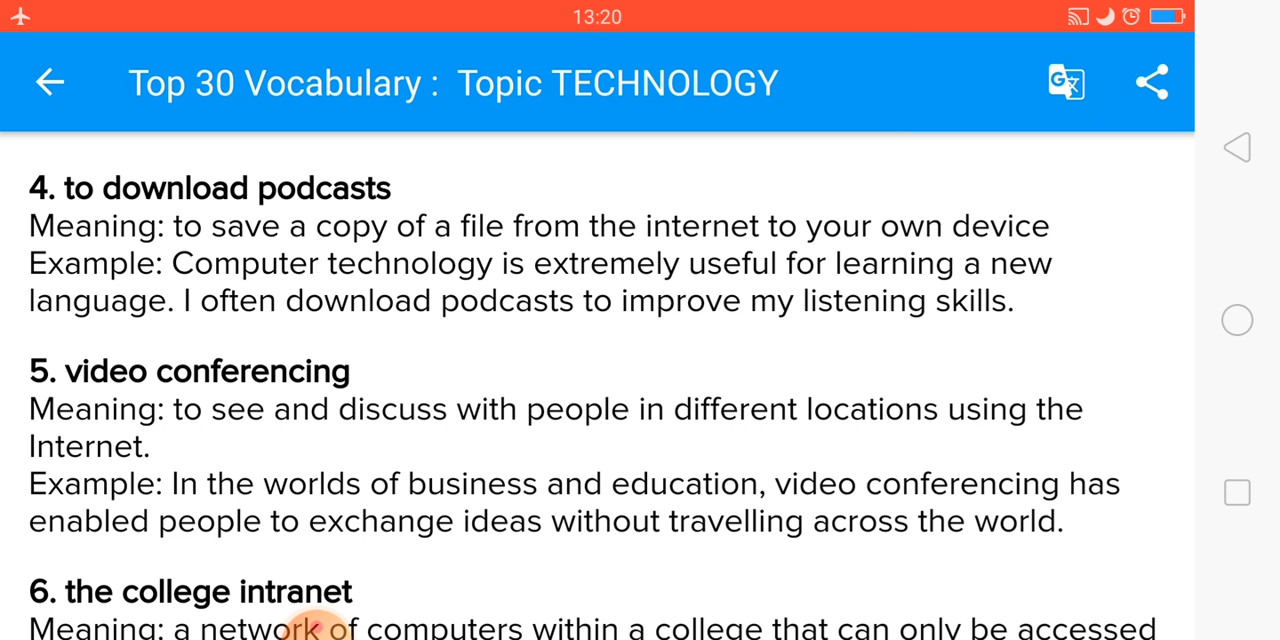 13:20
Top 30 Vocabulary : Topic TECHNOLOGY
4. to download podcasts
Meaning: to save a copy of a file from the internet to your own device
Example: Computer technology is extremely useful for learning a new
language. I often download podcasts to improve my listening skills.
5. video conferencing
Meaning: to see and discuss with people in different locations using the
Internet.
Example: In the worlds of business and education, video conferencing has
enabled people to exchange ideas without travelling across the world.
6. the college intranet
Meaning: a network of computers within a college that can only be accessed